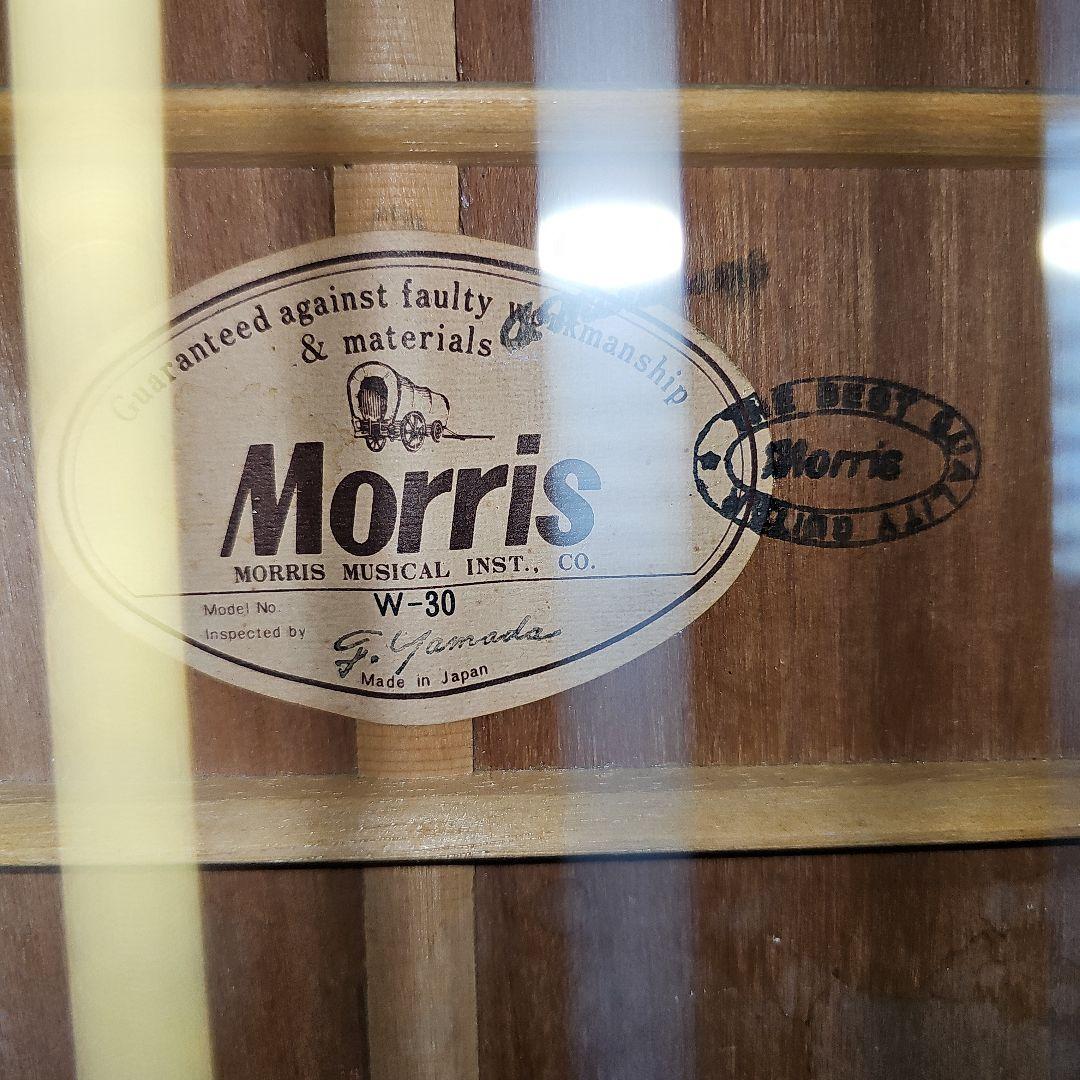 Guaranteed against faulty workmanship
& materials
Morris
MORRIS MUSICAL INST., CO.
Model No. W-30
Inspected by G. Yamada
Made in Japan
THE BEST QUALITY GUITAR
Morris